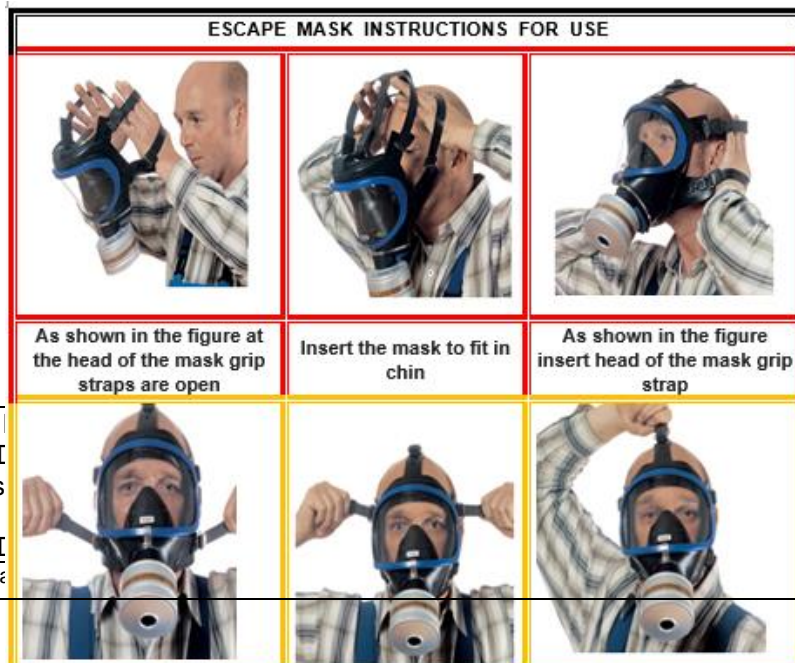 ESCAPE MASK INSTRUCTIONS FOR USE
As shown in the figure at
the head of the mask grip
straps are open
Insert the mask to fit in
chin
As shown in the figure
insert head of the mask grip
strap